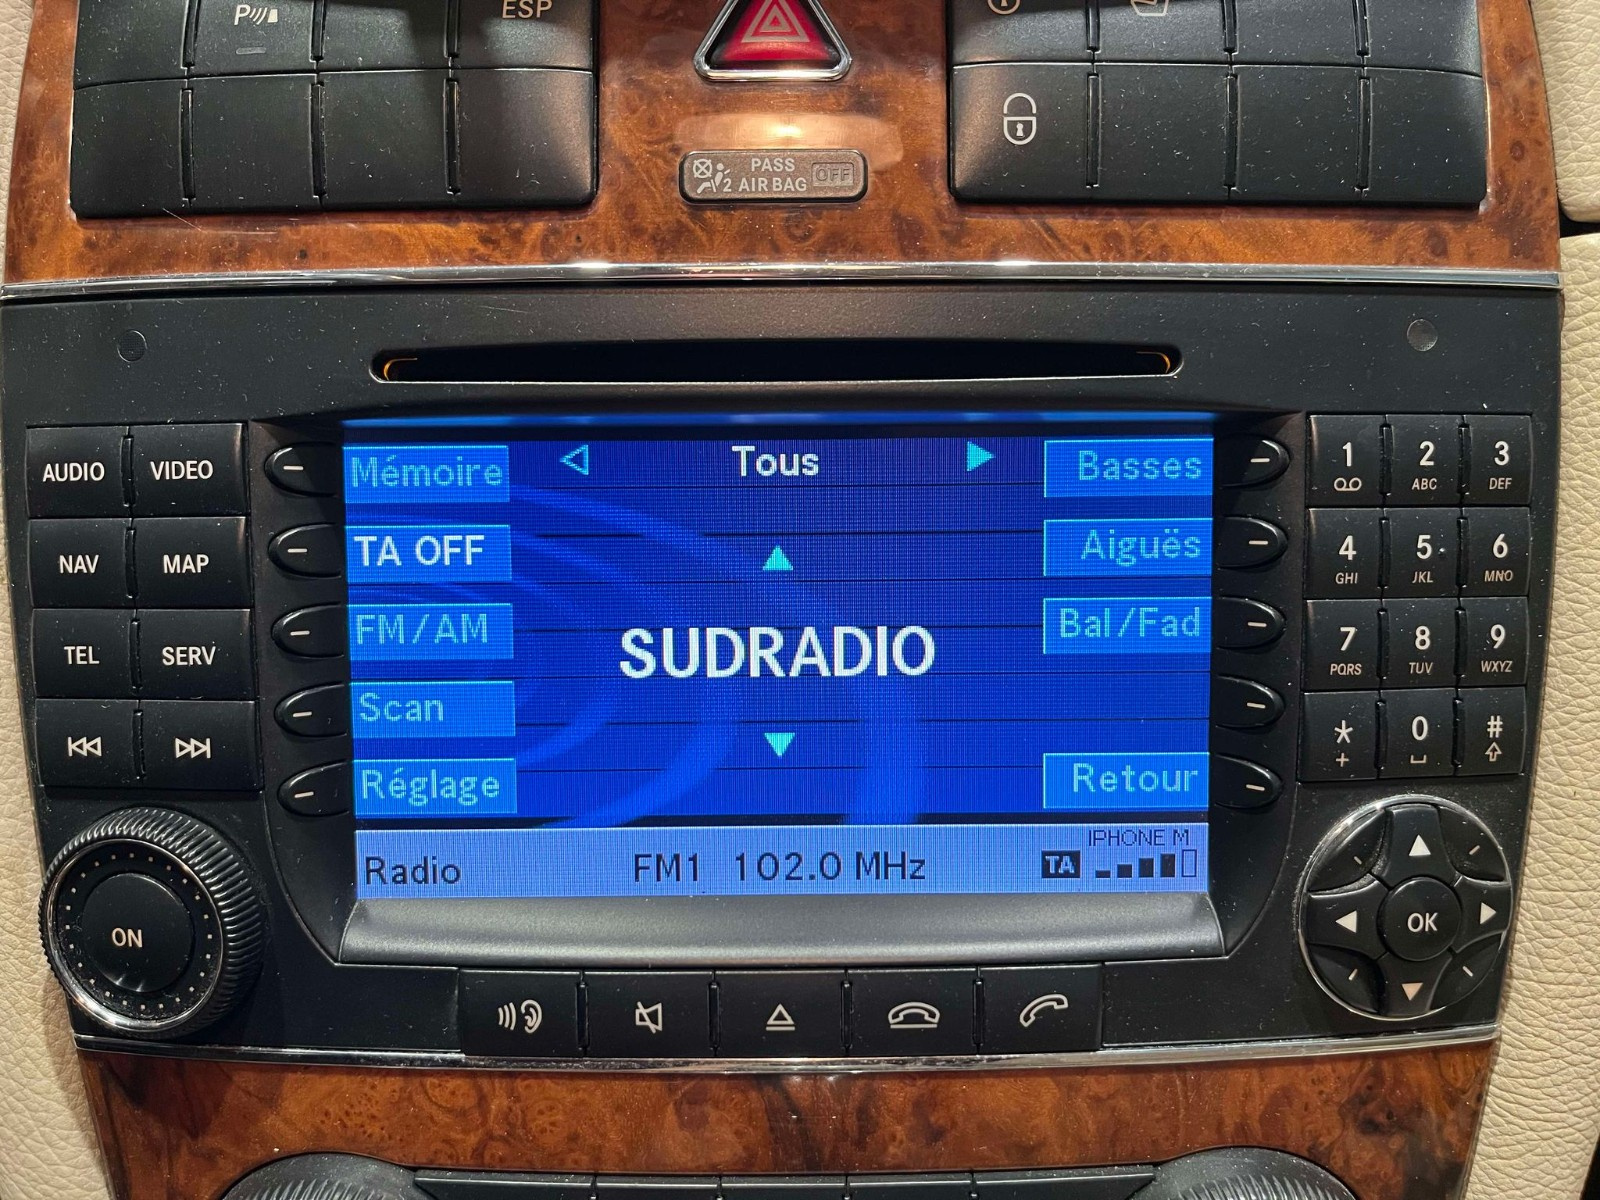 P
ESP
PASS
2 AIR BAG OFF
AUDIO VIDEO
NAV MAP
TEL SERV
ON
Mémoire
TA OFF
FM/AM
Scan
Réglage
Tous
SUDRADIO
Basses
Aiguës
Bal/Fad
Retour
Radio FM1 102.0 MHz TA
IPHONE M
1 2 3
ABC DEF
4 5 6
GHI JKL MNO
7 8 9
PQRS TUV WXYZ
* 0 #
+
OK